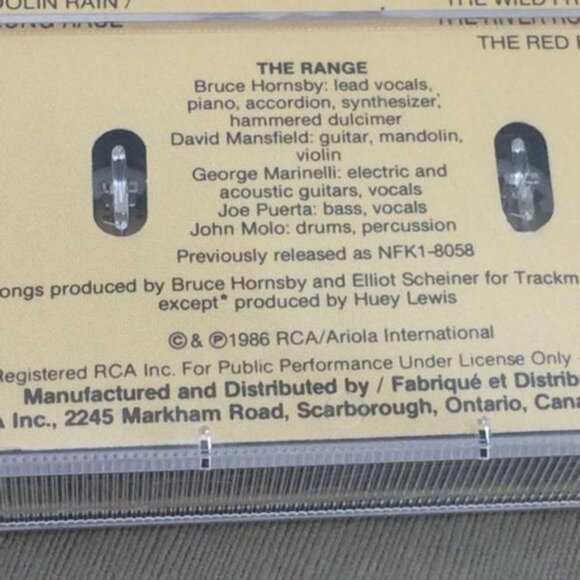 RAIN /
THE RED
THE RANGE
Bruce Hornsby: lead vocals,
piano, accordion, synthesizer,
hammered dulcimer
David Mansfield: guitar, mandolin,
violin
George Marinelli: electric and
acoustic guitars, vocals
Joe Puerta: bass, vocals
John Molo: drums, percussion
Previously released as NFK1-8058
ongs produced by Bruce Hornsby and Elliot Scheiner for Trackm
except* produced by Huey Lewis
© & ℗1986 RCA/Ariola International
Registered RCA Inc. For Public Performance Under License Only
Manufactured and Distributed by / Fabriqué et Distrib
A Inc., 2245 Markham Road, Scarborough, Ontario, Cana